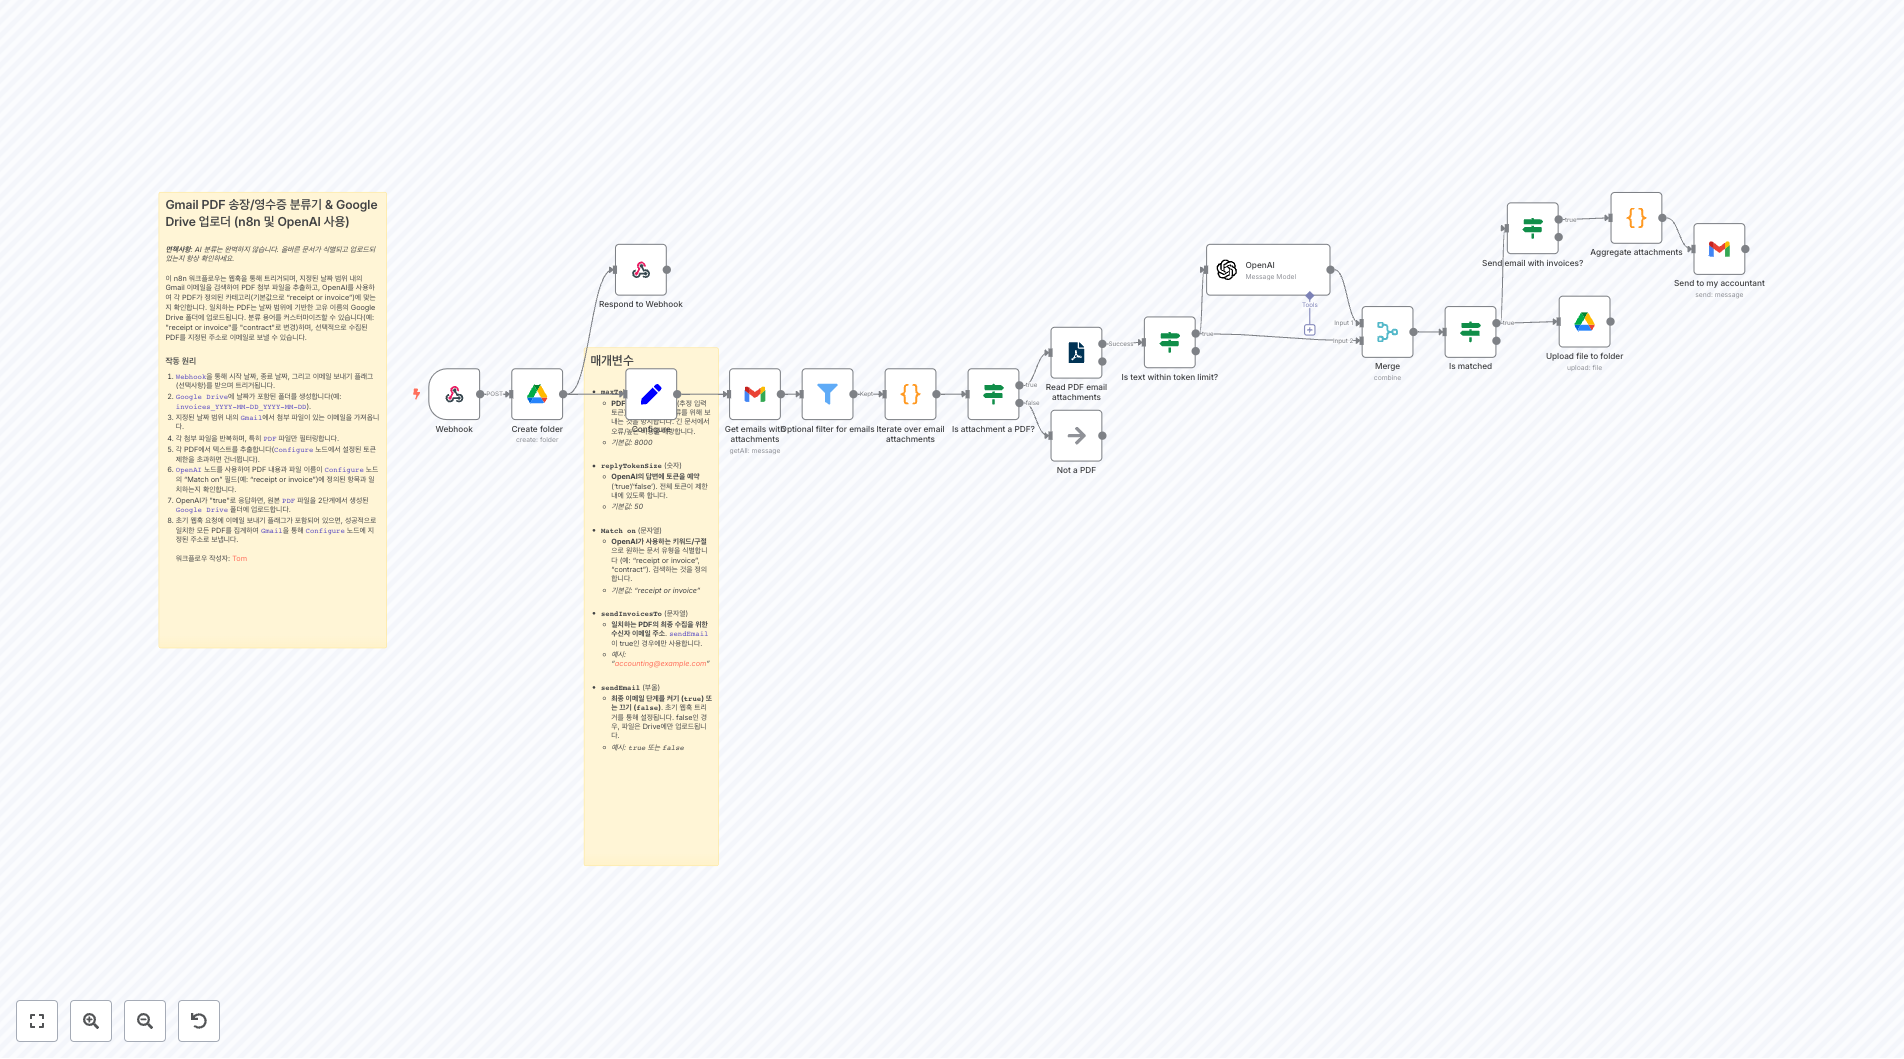 Gmail PDF 송장/영수증 분류기 & Google
Drive 업로더 (n8n 및 OpenAI 사용)
면책사항: AI 분류는 완벽하지 않습니다. 올바른 문서가 식별되고 업로드되
었는지 항상 확인하세요.
이 n8n 워크플로우는 웹훅을 통해 트리거되며, 지정된 날짜 범위 내의
Gmail 이메일을 검색하여 PDF 첨부 파일을 추출하고, OpenAI를 사용하
여 각 PDF가 정의된 카테고리(기본값으로 "receipt or invoice")에 맞는
지 확인합니다. 일치하는 PDF는 날짜 범위에 기반한 고유 이름의 Google
Drive 폴더에 업로드됩니다. 분류 용어를 커스터마이즈할 수 있습니다(예:
"receipt or invoice"를 "contract"로 변경)하며, 선택적으로 수집된
PDF를 지정된 주소로 이메일로 보낼 수 있습니다.
작동 원리
1. Webhook을 통해 시작 날짜, 종료 날짜, 그리고 이메일 보내기 플래그
(선택사항)를 받으며 트리거됩니다.
2. Google Drive에 날짜가 포함된 폴더를 생성합니다(예:
invoices_YYYY-MM-DD_YYYY-MM-DD).
3. 지정된 날짜 범위 내의 Gmail에서 첨부 파일이 있는 이메일을 가져옵니
다.
4. 각 첨부 파일을 반복하며, 특히 PDF 파일만 필터링합니다.
5. 각 PDF에서 텍스트를 추출합니다(Configure 노드에서 설정된 토큰
제한을 초과하면 건너뜁니다).
6. OpenAI 노드를 사용하여 PDF 내용과 파일 이름이 Configure 노드
의 "Match on" 필드(예: "receipt or invoice")에 정의된 항목과 일
치하는지 확인합니다.
7. OpenAI가 "true"로 응답하면, 원본 PDF 파일을 2단계에서 생성된
Google Drive 폴더에 업로드합니다.
8. 초기 웹훅 요청에 이메일 보내기 플래그가 포함되어 있으면, 성공적으로
일치한 모든 PDF를 집계하여 Gmail을 통해 Configure 노드에 지
정된 주소로 보냅니다.
워크플로우 작성자: Tom
Webhook
POST
Create folder
create: folder
Respond to Webhook
매개변수
Configure
PDF
기본값: 8000
replyTokenSize (숫자)
OpenAI의 답변에 토큰을 예약
('true'/'false'). 전체 토큰이 제한
내에 있도록 합니다.
기본값: 50
Match on (문자열)
OpenAI가 사용하는 키워드/구절
으로 원하는 문서 유형을 식별합니
다 (예: "receipt or invoice",
"contract"). 검색하는 것을 정의
합니다.
기본값: "receipt or invoice"
sendInvoicesTo (문자열)
일치하는 PDF의 최종 수집을 위한
수신자 이메일 주소. sendEmail
이 true인 경우에만 사용합니다.
예시:
"accounting@example.com"
sendEmail (부울)
최종 이메일 단계를 켜기 (true) 또
는 끄기 (false). 초기 웹훅 트리
거를 통해 설정됩니다. false인 경
우, 파일은 Drive에만 업로드됩니
다.
예시: true 또는 false
Get emails with
attachments
getAll: message
Optional filter for emails
Kept
Iterate over email
attachments
Is attachment a PDF?
true
false
Read PDF email
attachments
Success
Not a PDF
Is text within token limit?
true
OpenAI
Message Model
Tools
Input 1
Input 2
Merge
combine
Is matched
true
Send email with invoices?
true
Aggregate attachments
Send to my accountant
send: message
Upload file to folder
upload: file